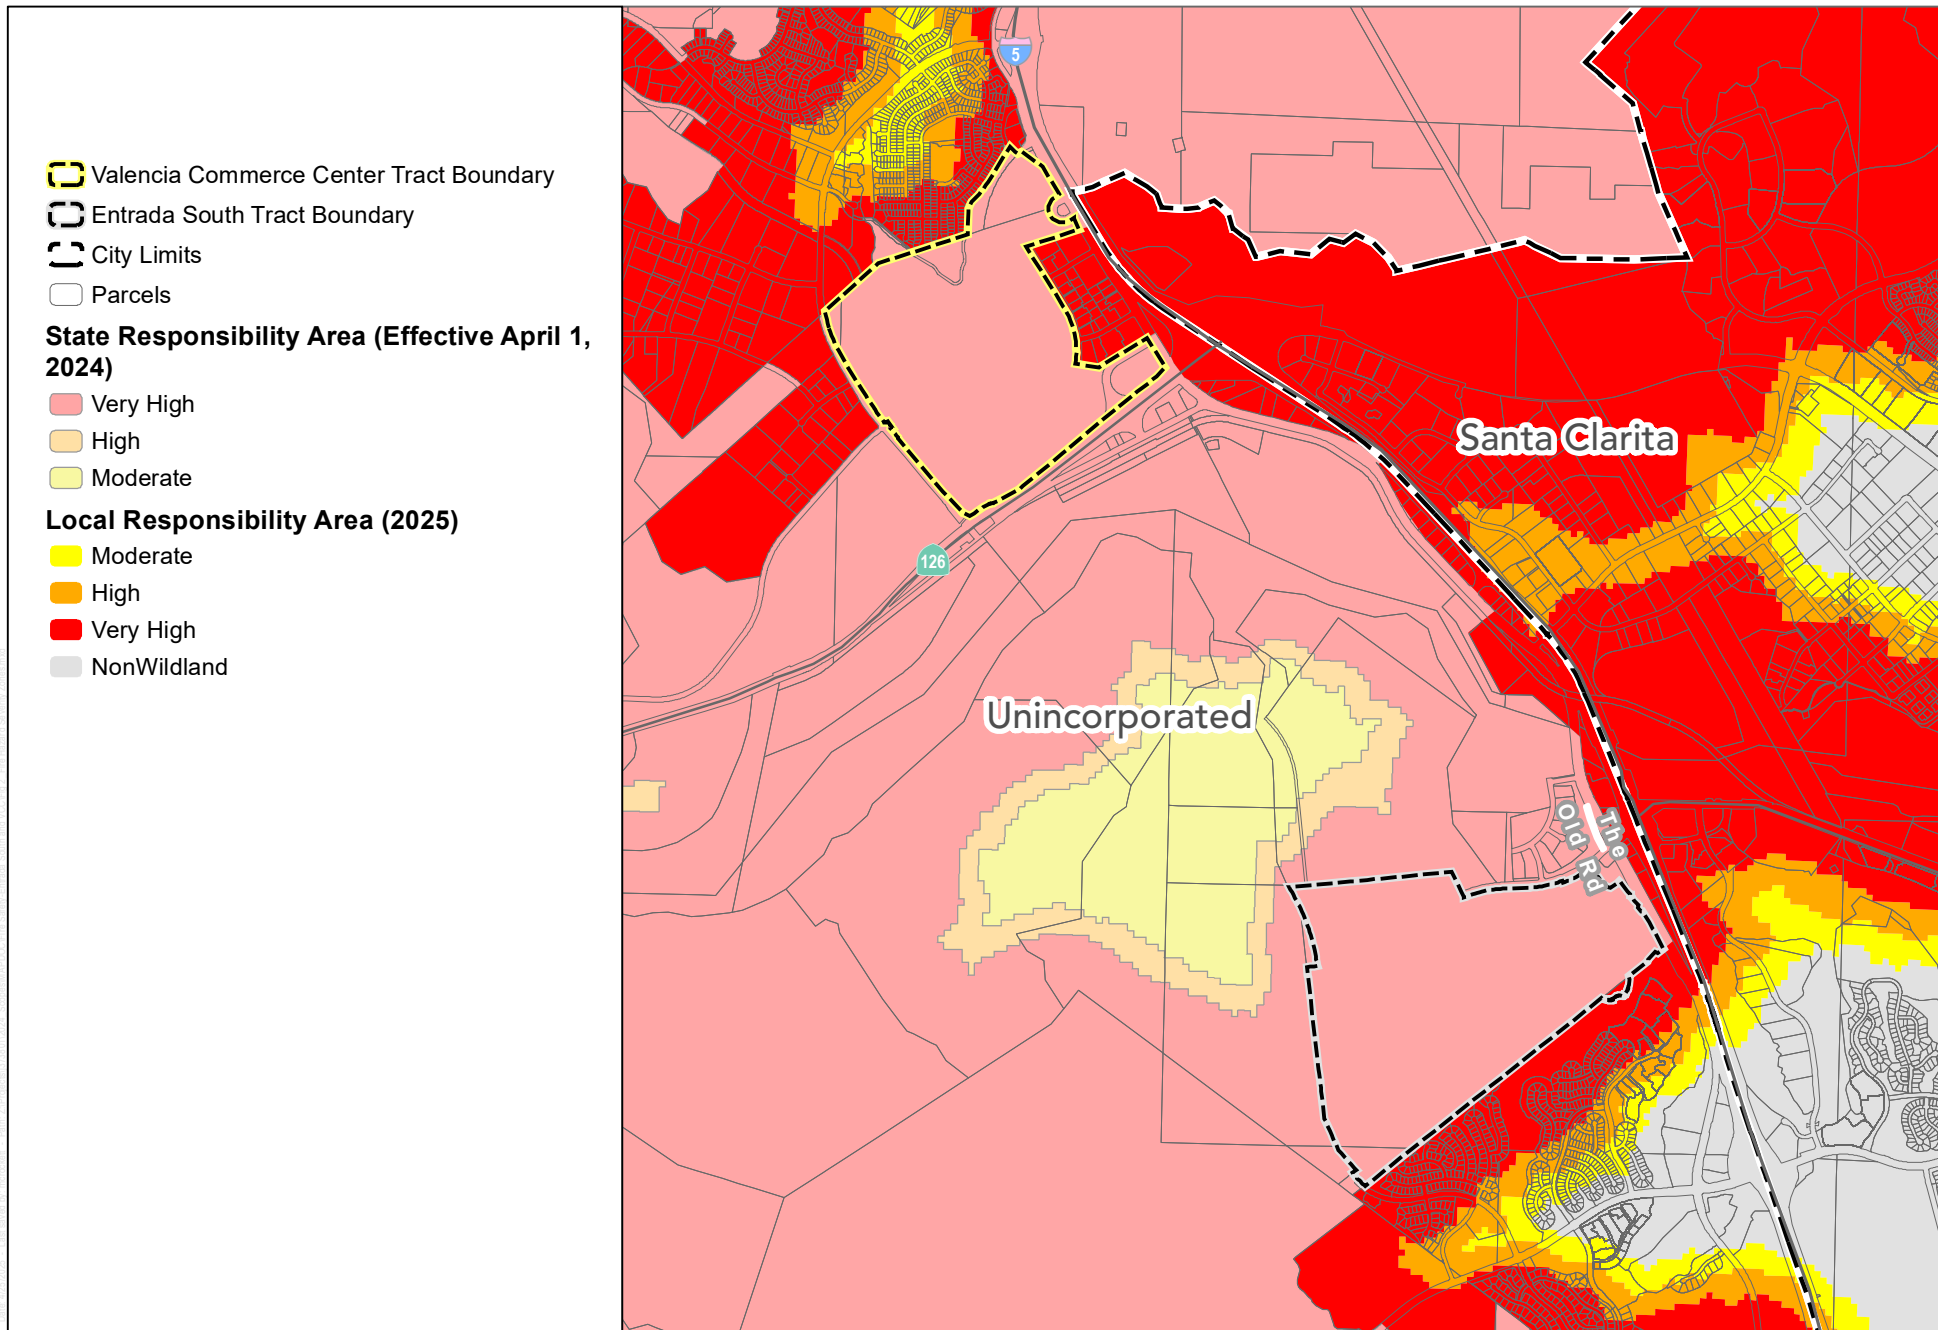 Valencia Commerce Center Tract Boundary
Entrada South Tract Boundary
City Limits
Parcels
State Responsibility Area (Effective April 1,
2024)
Very High
High
Moderate
Local Responsibility Area (2025)
Moderate
High
Very High
NonWildland
5
Santa Clarita
126
Unincorporated
The
Old Rd